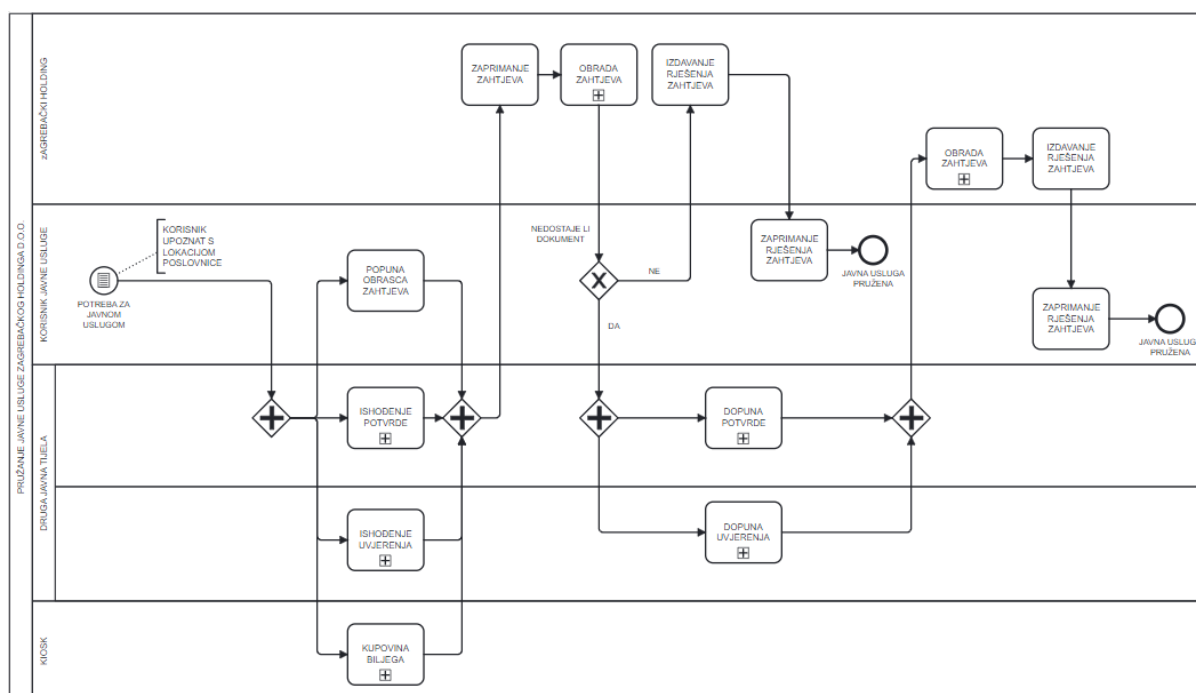 PRUŽANJE JAVNE USLUGE ZAGREBAČKOG HOLDINGA D.O.O.
zAGREBAČKI HOLDING
ZAPRIMANJE
ZAHTJEVA
OBRADA
ZAHTJEVA
IZDAVANJE
RJEŠENJA
ZAHTJEVA
OBRADA
ZAHTJEVA
IZDAVANJE
RJEŠENJA
ZAHTJEVA
KORISNIK JAVNE USLUGE
KORISNIK
UPOZNAT S
LOKACIJOM
POSLOVNICE
POTREBA ZA
JAVNOM
USLUGOM
POPUNA
OBRASCA
ZAHTJEVA
NEDOSTAJE LI
DOKUMENT
NE
DA
ZAPRIMANJE
RJEŠENJA
ZAHTJEVA
JAVNA USLUGA
PRUŽENA
ZAPRIMANJE
RJEŠENJA
ZAHTJEVA
JAVNA USLUG
PRUŽENA
DRUGA JAVNA TIJELA
ISHOĐENJE
POTVRDE
DOPUNA
POTVRDE
ISHOĐENJE
UVJERENJA
DOPUNA
UVJERENJA
KIOSK
KUPOVINA
BILJEGA